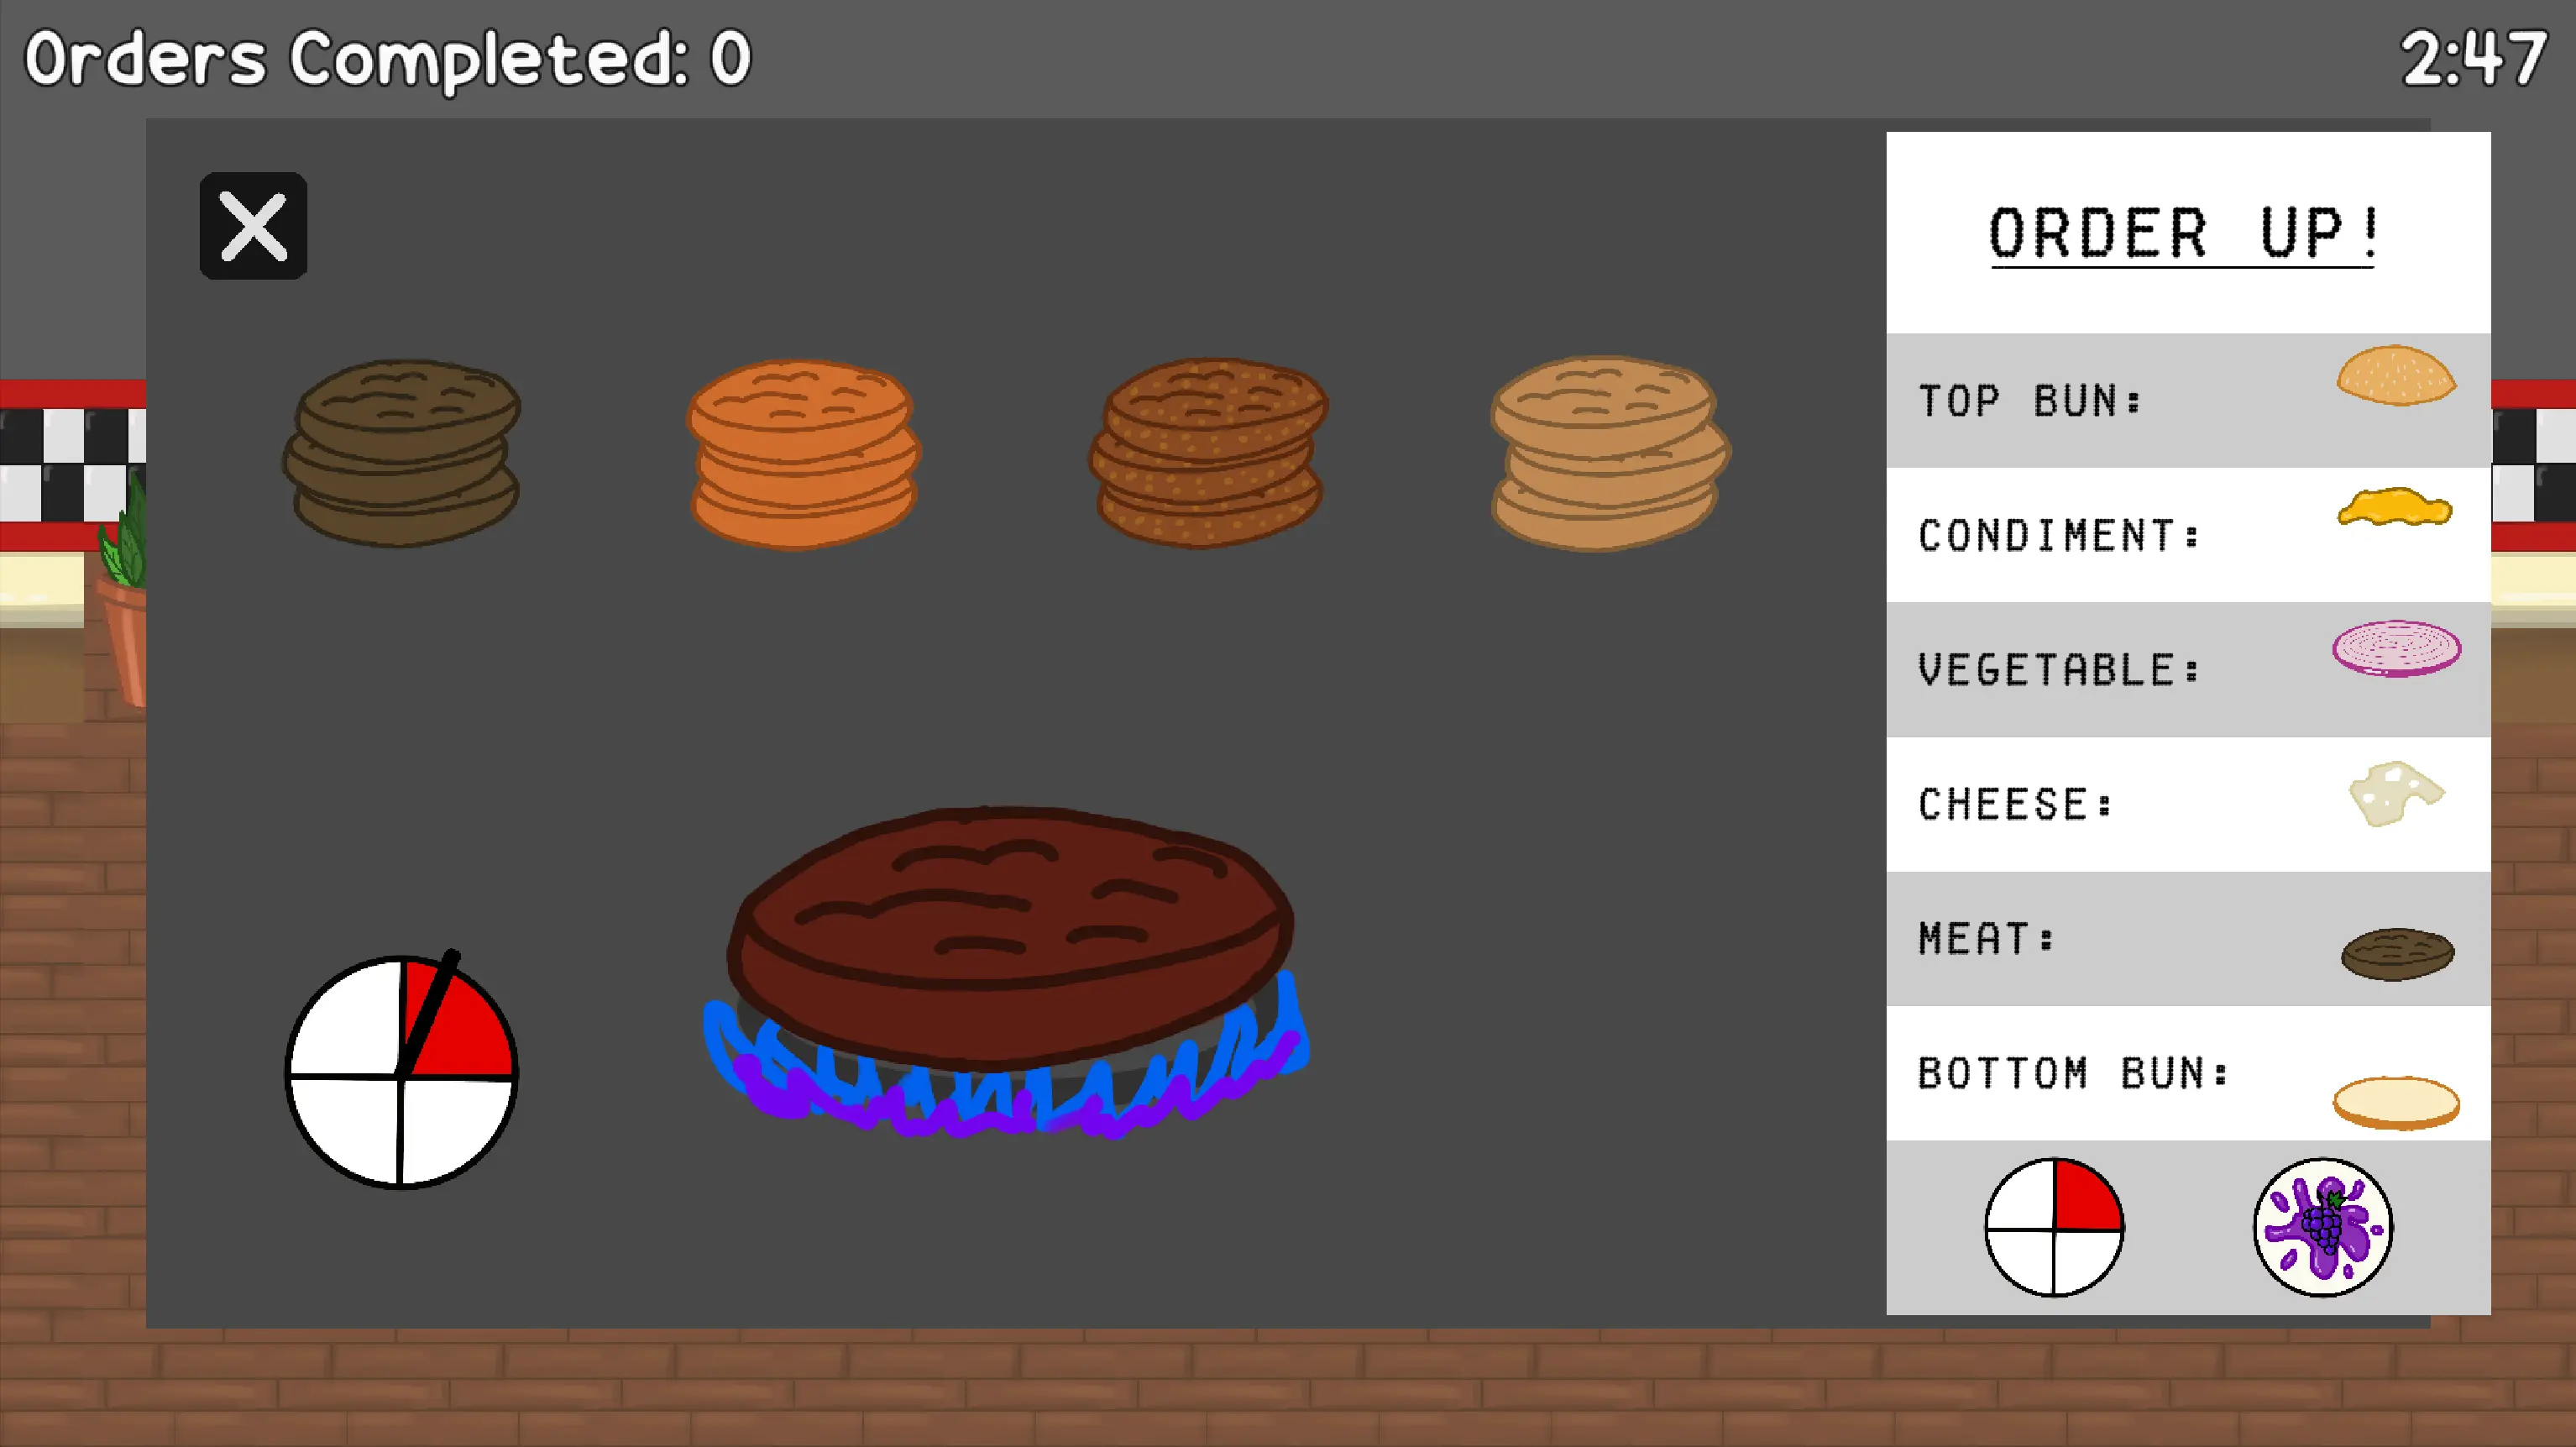 Orders Completed: 0
2:47
ORDER UP!
TOP BUN:
CONDIMENT:
VEGETABLE:
CHEESE:
MEAT:
BOTTOM BUN: